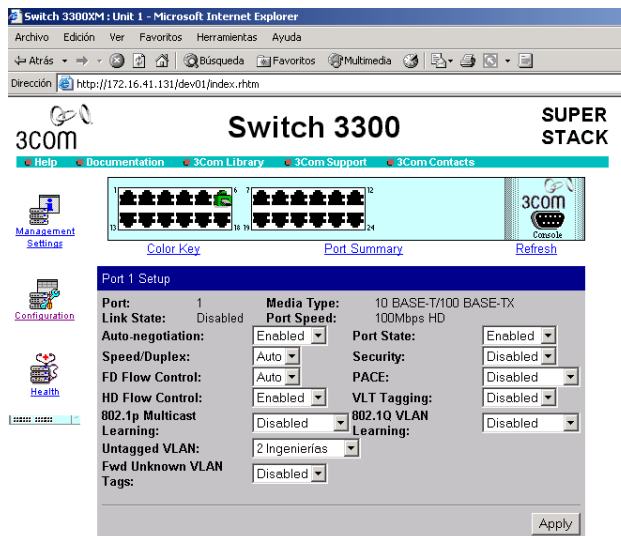 Switch 3300XM : Unit 1 - Microsoft Internet Explorer
Archivo Edición Ver Favoritos Herramientas Ayuda
Atrás Búsqueda Favoritos Multimedia
Dirección http://172.16.41.131/dev01/index.rhtm
3com Switch 3300 SUPER STACK
Help Documentation 3Com Library 3Com Support 3Com Contacts
1 6 7 12
13 18 19 24
3com
Console
Management Settings
Color Key Port Summary Refresh
Port 1 Setup
Port: 1 Media Type: 10 BASE-T/100 BASE-TX
Link State: Disabled Port Speed: 100Mbps HD
Configuration
Auto-negotiation: Enabled Port State: Enabled
Speed/Duplex: Auto Security: Disabled
FD Flow Control: Auto PACE: Disabled
Health
HD Flow Control: Enabled VLT Tagging: Disabled
802.1p Multicast Learning: Disabled 802.1Q VLAN Learning: Disabled
Untagged VLAN: 2 Ingenierías
Fwd Unknown VLAN Tags: Disabled
Apply